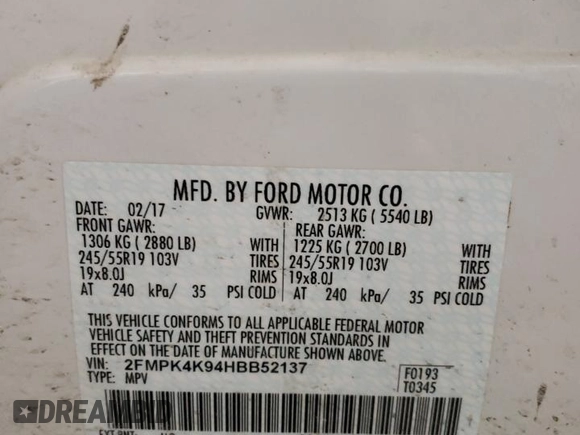 MFD. BY FORD MOTOR CO.
DATE: 02/17 GVWR: 2513 KG ( 5540 LB)
FRONT GAWR: REAR GAWR:
1306 KG ( 2880 LB) WITH 1225 KG ( 2700 LB) WITH
245/55R19 103V TIRES 245/55R19 103V TIRES
19x8.0J RIMS 19x8.0J RIMS
AT 240 kPa/ 35 PSI COLD AT 240 kPa/ 35 PSI COLD
THIS VEHICLE CONFORMS TO ALL APPLICABLE FEDERAL MOTOR
VEHICLE SAFETY AND THEFT PREVENTION STANDARDS IN
EFFECT ON THE DATE OF MANUFACTURE SHOWN ABOVE.
VIN: 2FMPK4K94HBB52137 F0193
TYPE: MPV T0345
DREAMBID